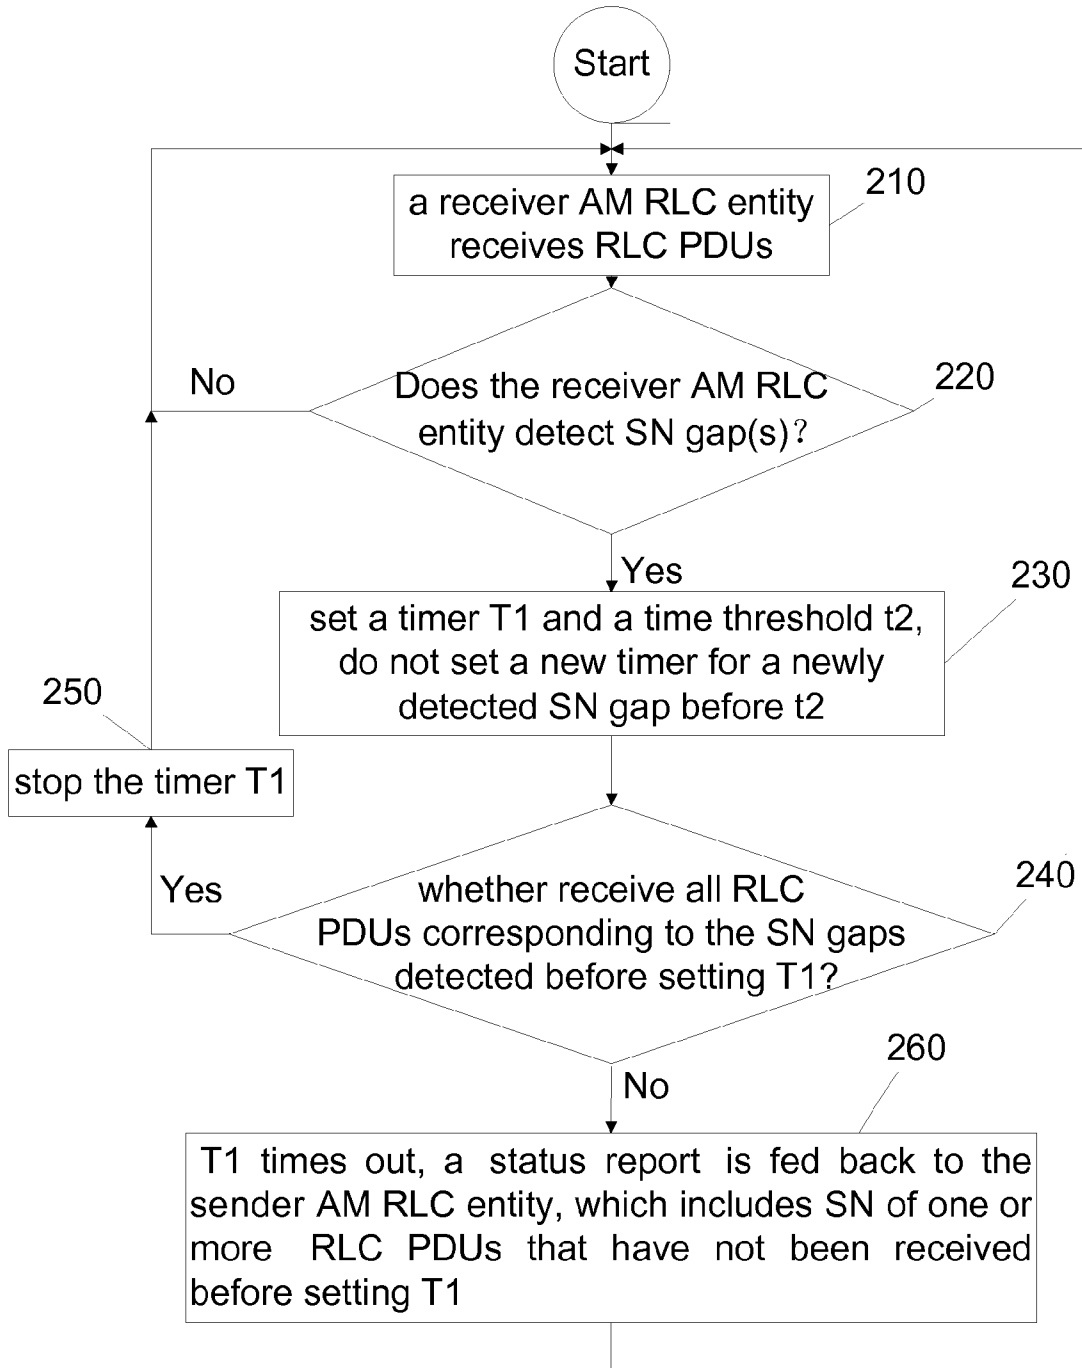 Start
210
a receiver AM RLC entity
receives RLC PDUs
No
220
Does the receiver AM RLC
entity detect SN gap(s)?
Yes
230
set a timer T1 and a time threshold t2,
do not set a new timer for a newly
detected SN gap before t2
250
stop the timer T1
Yes
240
whether receive all RLC
PDUs corresponding to the SN gaps
detected before setting T1?
No
260
T1 times out, a status report is fed back to the
sender AM RLC entity, which includes SN of one or
more RLC PDUs that have not been received
before setting T1